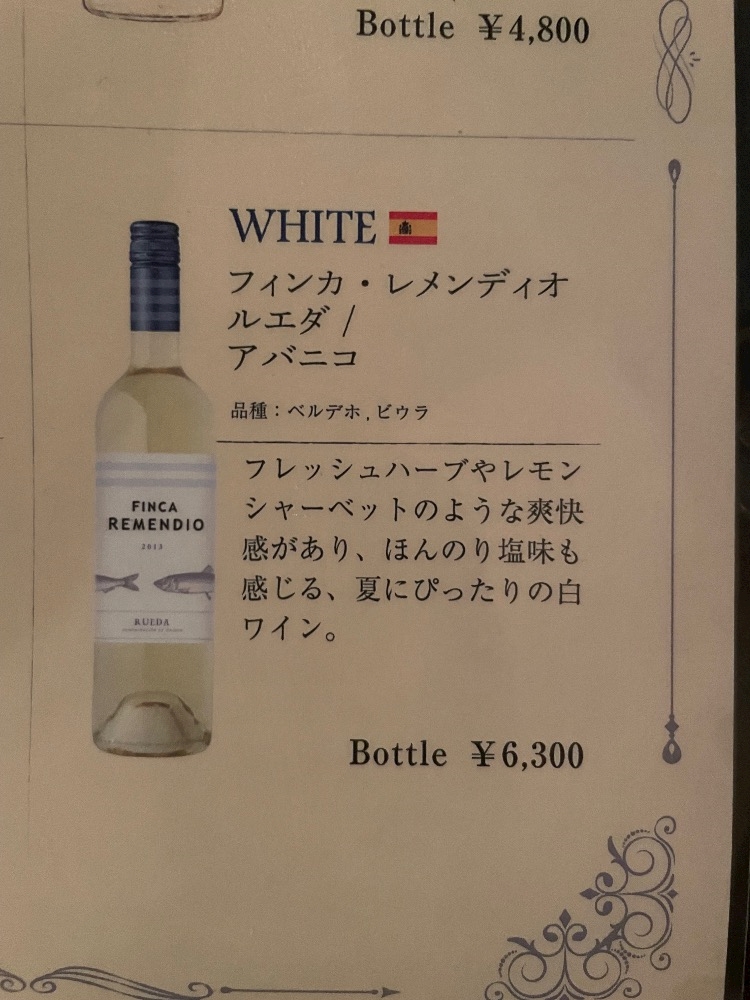 Bottle ￥4,800
WHITE
フィンカ・レメンディオ
ルエダ /
アバニコ
品種：ベルデホ, ビウラ
フレッシュハーブやレモン
シャーベットのような爽快
感があり、ほんのり塩味も
感じる、夏にぴったりの白
ワイン。
Bottle ￥6,300
FINCA
REMENDIO
2013
RUEDA